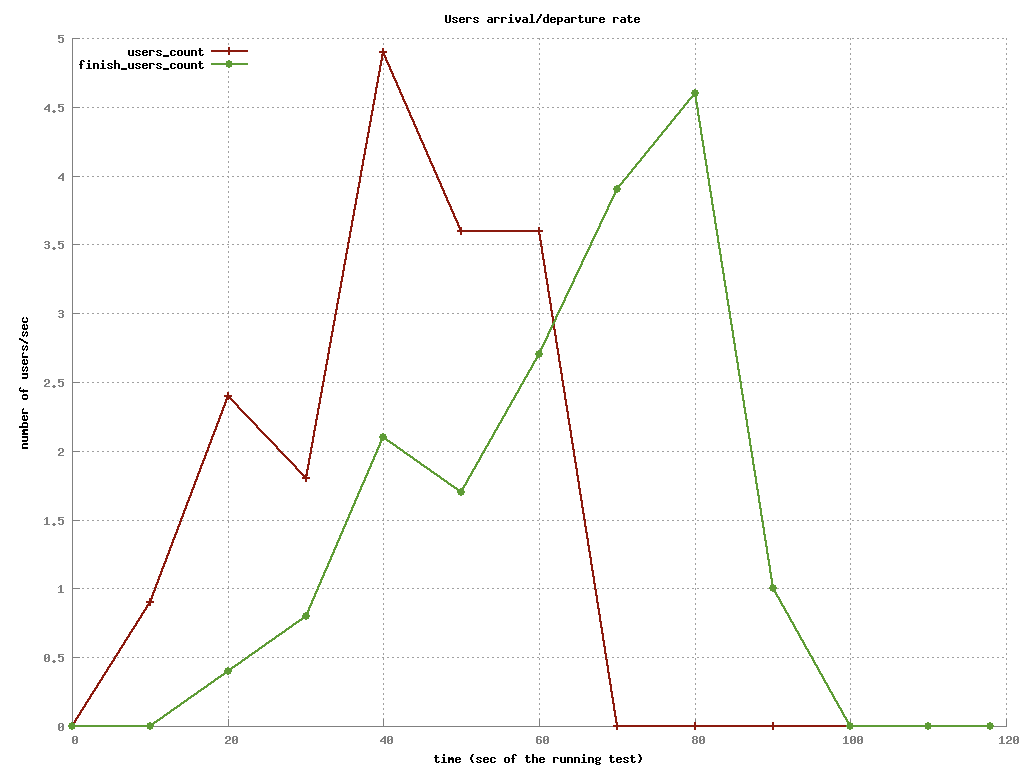 Users arrival/departure rate
users_count
finish_users_count
5
4.5
4
3.5
3
2.5
2
1.5
1
0.5
0
number of users/sec
0 20 40 60 80 100 120
time (sec of the running test)